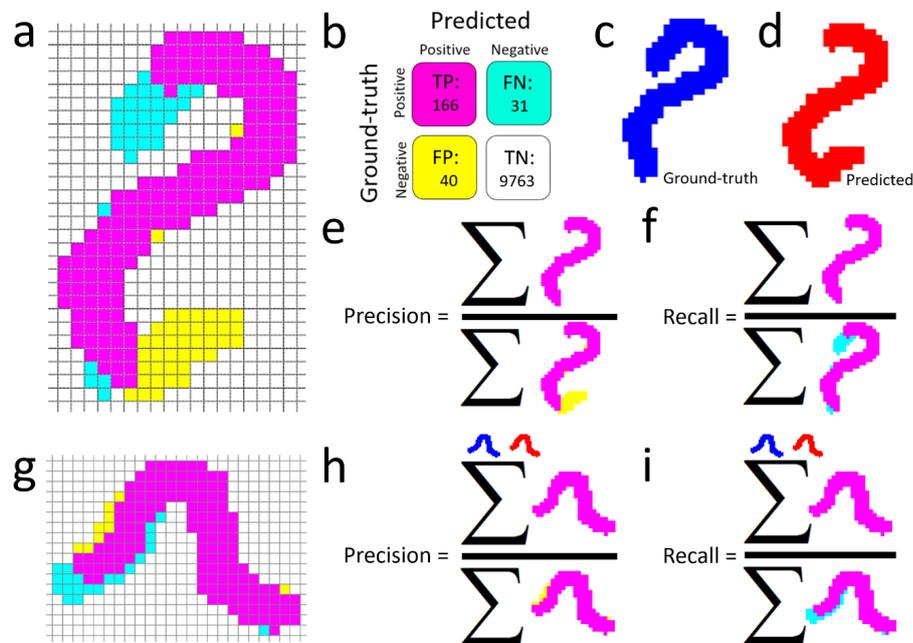 a
b
Predicted
Positive Negative
Ground-truth
Positive
TP:
166
FN:
31
Negative
FP:
40
TN:
9763
c
Ground-truth
d
Predicted
e
Precision =
∑
∑
f
Recall =
∑
∑
g
h
Precision =
∑
∑
i
Recall =
∑
∑